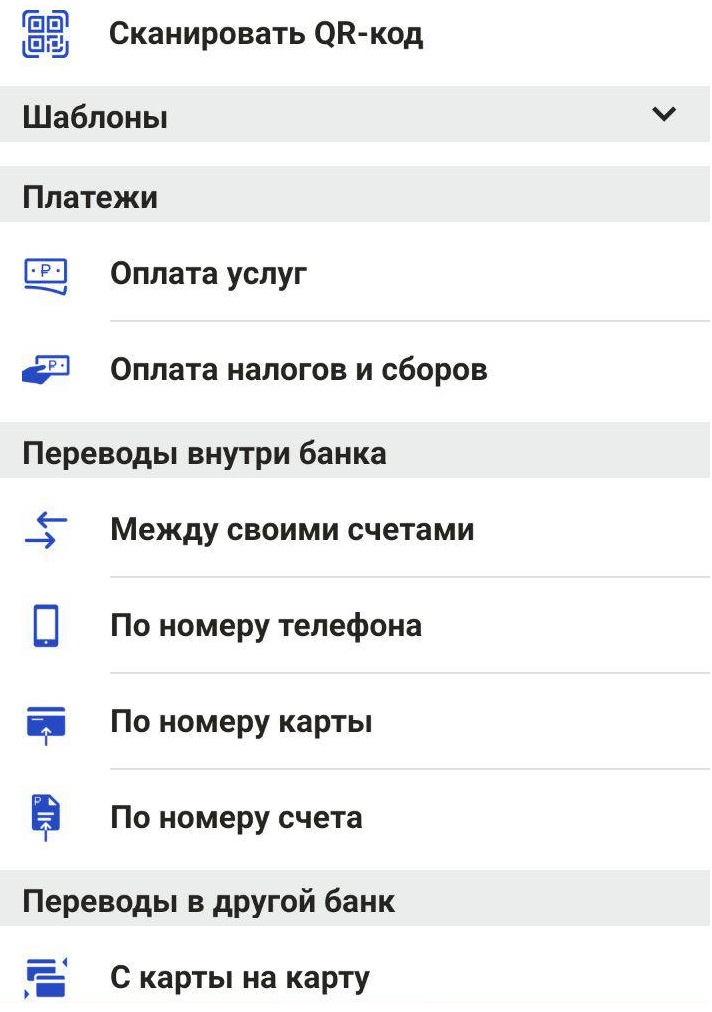 Сканировать QR-код
Шаблоны
Платежи
Оплата услуг
Оплата налогов и сборов
Переводы внутри банка
Между своими счетами
По номеру телефона
По номеру карты
По номеру счета
Переводы в другой банк
С карты на карту